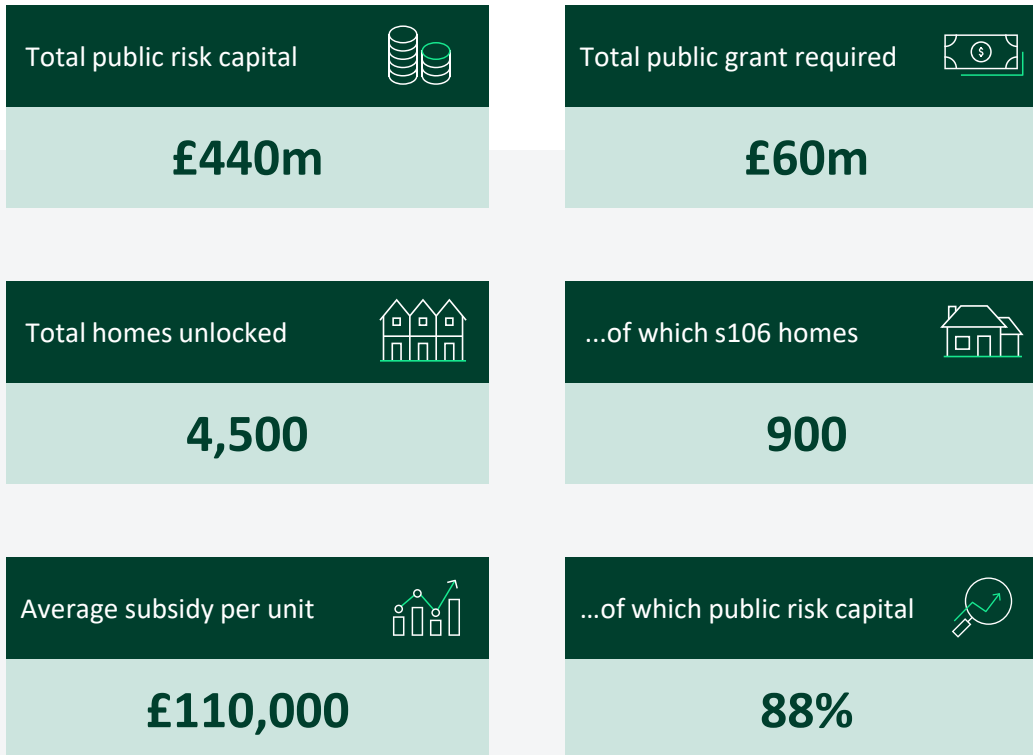 Total public risk capital
£440m
Total public grant required
$
£60m
Total homes unlocked
4,500
...of which s106 homes
900
Average subsidy per unit
£110,000
...of which public risk capital
88%